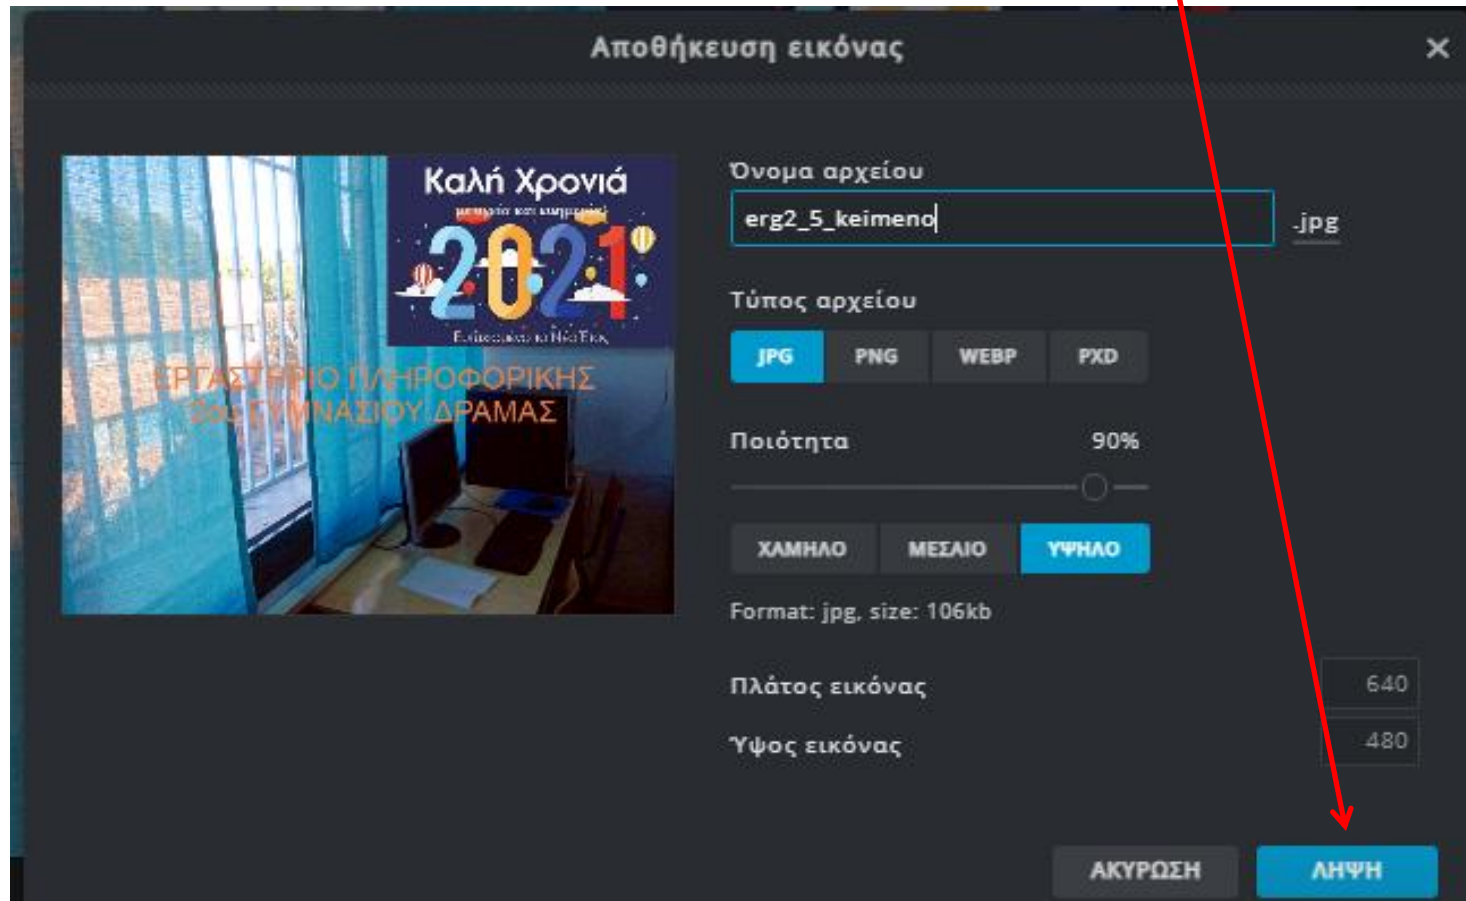 Αποθήκευση εικόνας
Καλή Χρονιά
2021
ΕΡΓΑΣΤΗΡΙΟ ΠΛΗΡΟΦΟΡΙΚΗΣ
2ου ΓΥΜΝΑΣΙΟΥ ΔΡΑΜΑΣ
Όνομα αρχείου
erg2_5_keimeno .jpg
Τύπος αρχείου
JPG PNG WEBP PXD
Ποιότητα 90%
ΧΑΜΗΛΟ ΜΕΣΑΙΟ ΥΨΗΛΟ
Format: jpg, size: 106kb
Πλάτος εικόνας 640
Ύψος εικόνας 480
ΑΚΥΡΩΣΗ ΛΗΨΗ